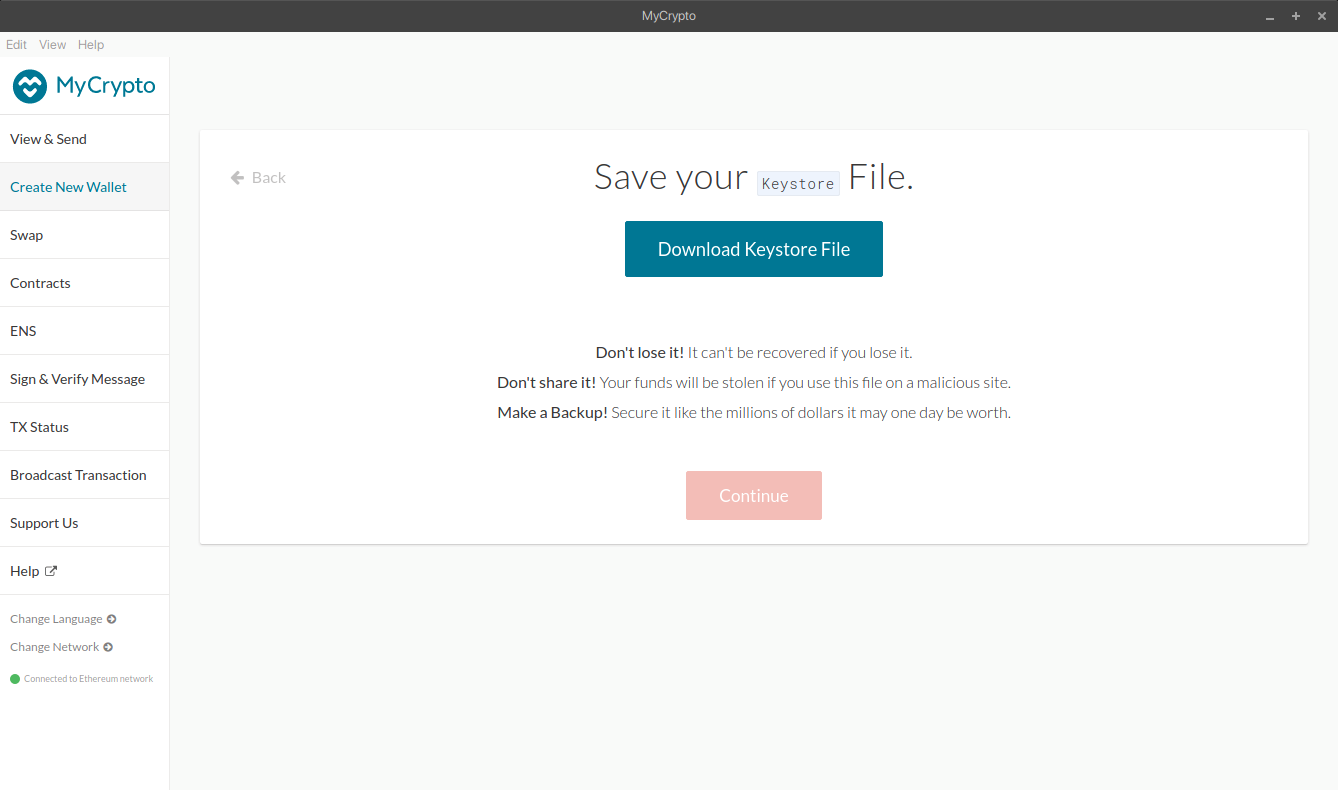 MyCrypto
Edit View Help
MyCrypto
View & Send
Create New Wallet
Swap
Contracts
ENS
Sign & Verify Message
TX Status
Broadcast Transaction
Support Us
Help
Change Language
Change Network
Connected to Ethereum network
Back
Save your Keystore File.
Download Keystore File
Don't lose it! It can't be recovered if you lose it.
Don't share it! Your funds will be stolen if you use this file on a malicious site.
Make a Backup! Secure it like the millions of dollars it may one day be worth.
Continue